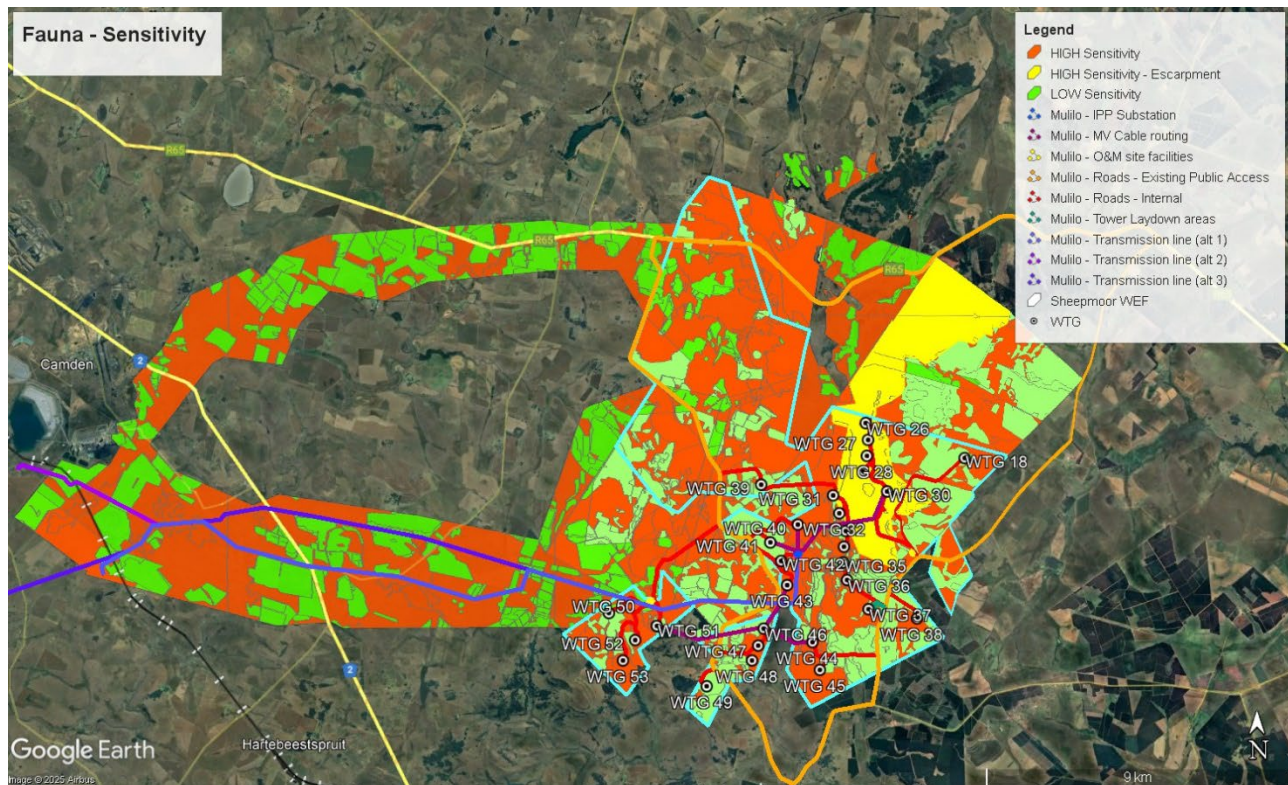 Fauna - Sensitivity
Legend
HIGH Sensitivity
HIGH Sensitivity - Escarpment
LOW Sensitivity
Mulilo - IPP Substation
Mulilo - MV Cable routing
Mulilo - O&M site facilities
Mulilo - Roads - Existing Public Access
Mulilo - Roads - Internal
Mulilo - Tower Laydown areas
Mulilo - Transmission line (alt 1)
Mulilo - Transmission line (alt 2)
Mulilo - Transmission line (alt 3)
Sheepmoor WEF
WTG
R65
R65
R65
Camden
2
WTG 26
WTG 27
WTG 28
WTG 18
WTG 39
WTG 31
WTG 30
WTG 40
WTG 32
WTG 41
WTG 42
WTG 35
WTG 36
WTG 43
WTG 50
WTG 37
WTG 51
WTG 46
WTG 38
WTG 52
WTG 47
WTG 44
WTG 53
WTG 48
WTG 45
2
WTG 49
Hartebeestspruit
Google Earth
Image © 2025 Airbus
N
9 km